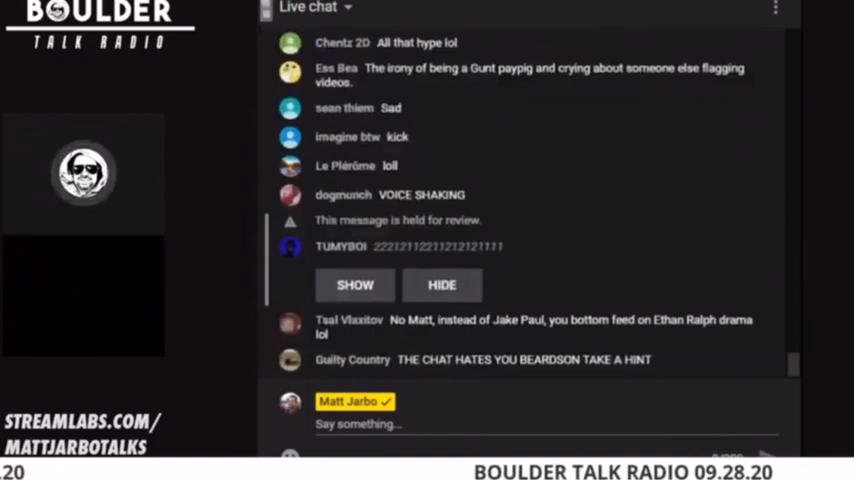 BOULDER
TALK RADIO
Live chat
Chentz 2D All that hype lol
Ess Bea The irony of being a Gunt paypig and crying about someone else flagging
videos.
sean thiem Sad
imagine btw kick
Le Plérôme loll
dogmunch VOICE SHAKING
This message is held for review.
TUMYBOI 22212112211212121111
SHOW HIDE
Tsal Vlaxitov No Matt, instead of Jake Paul, you bottom feed on Ethan Ralph drama
lol
Guilty Country THE CHAT HATES YOU BEARDSON TAKE A HINT
Matt Jarbo
Say something...
STREAMLABS.COM/
MATTJARBOTALKS
.20 BOULDER TALK RADIO 09.28.20